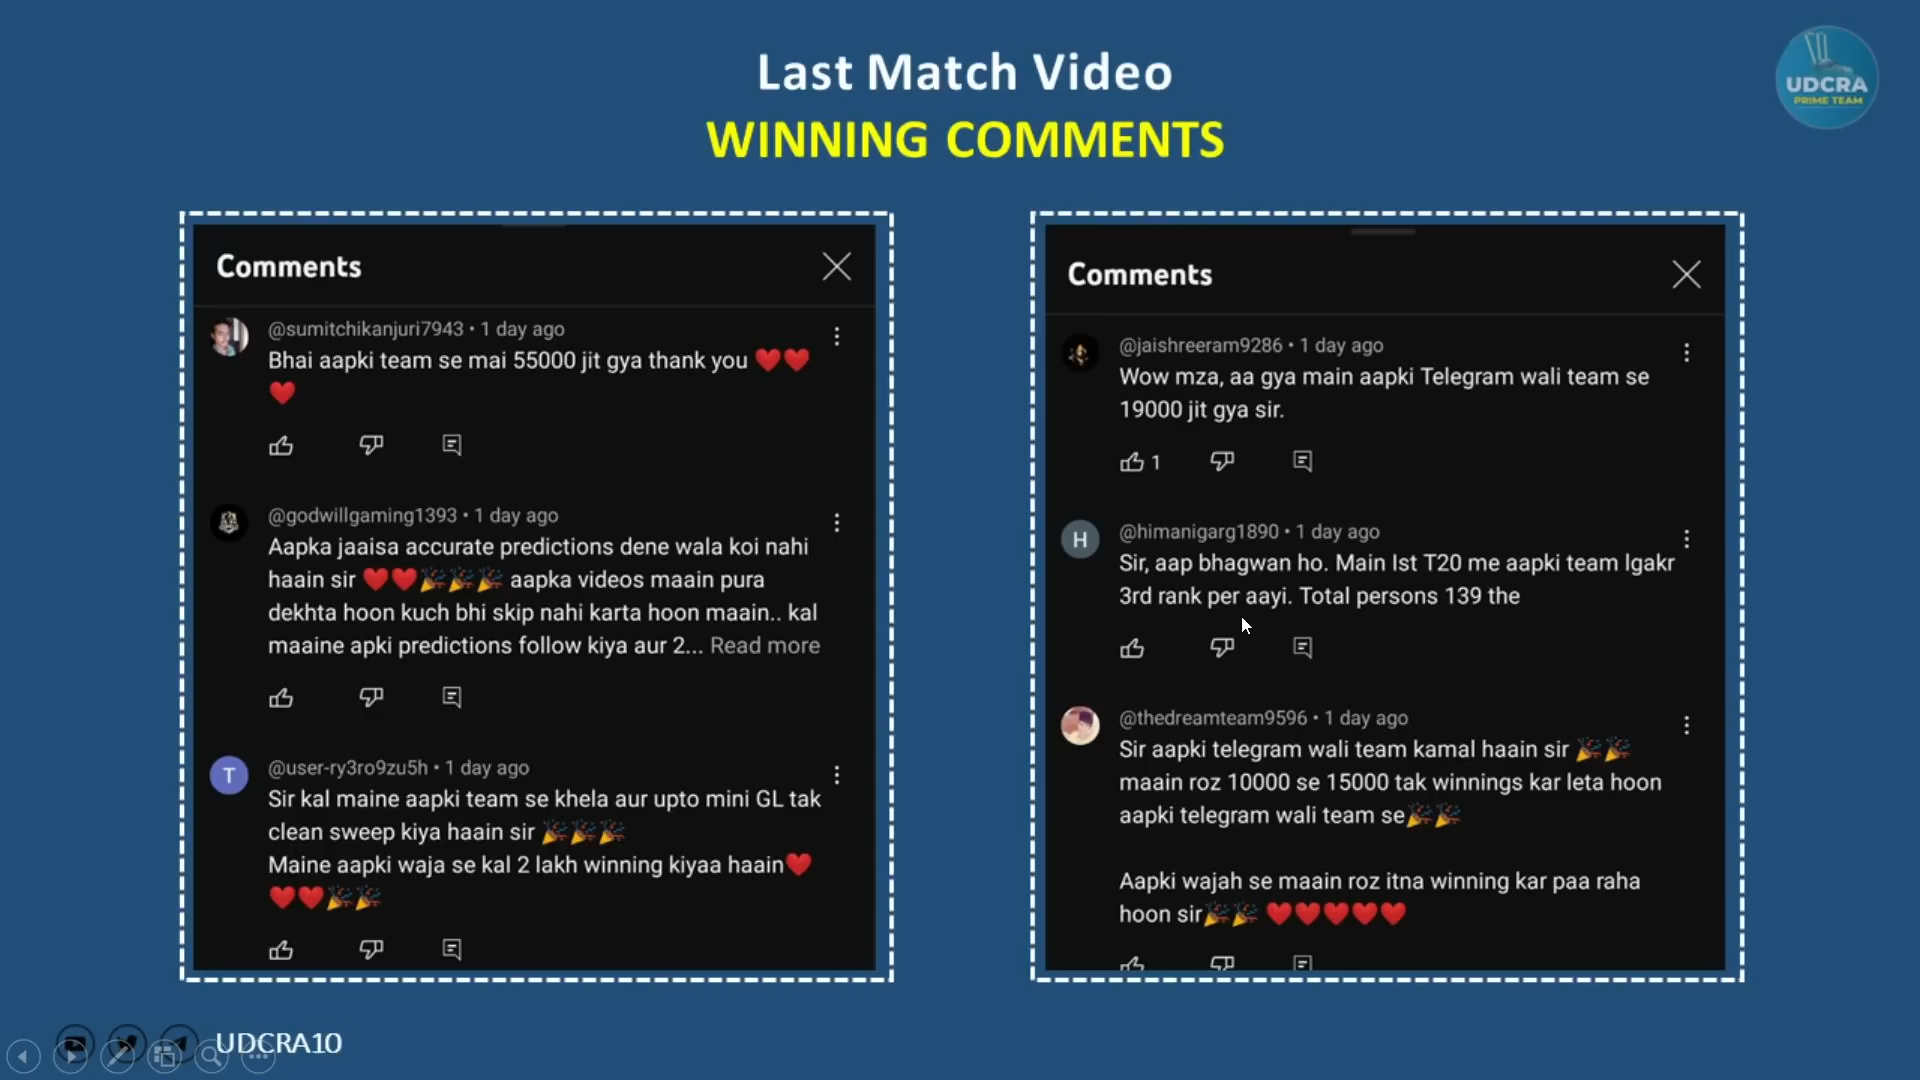 Last Match Video
WINNING COMMENTS
UDCRA
PRIME TEAM
Comments
@sumitchikanjuri7943 • 1 day ago
Bhai aapki team se mai 55000 jit gya thank you ❤️❤️
❤️
@godwillgaming1393 • 1 day ago
Aapka jaaisa accurate predictions dene wala koi nahi
haain sir ❤️❤️🎉🎉🎉 aapka videos maain pura
dekhta hoon kuch bhi skip nahi karta hoon maain.. kal
maaine apki predictions follow kiya aur 2... Read more
T
@user-ry3ro9zu5h • 1 day ago
Sir kal maine aapki team se khela aur upto mini GL tak
clean sweep kiya haain sir 🎉🎉🎉
Maine aapki waja se kal 2 lakh winning kiyaa haain❤️
❤️❤️🎉🎉
Comments
@jaishreeram9286 • 1 day ago
Wow mza, aa gya main aapki Telegram wali team se
19000 jit gya sir.
1
H
@himanigarg1890 • 1 day ago
Sir, aap bhagwan ho. Main Ist T20 me aapki team lgakr
3rd rank per aayi. Total persons 139 the
@thedreamteam9596 • 1 day ago
Sir aapki telegram wali team kamal haain sir 🎉🎉
maain roz 10000 se 15000 tak winnings kar leta hoon
aapki telegram wali team se🎉🎉
Aapki wajah se maain roz itna winning kar paa raha
hoon sir🎉🎉 ❤️❤️❤️❤️❤️
UDCRA10